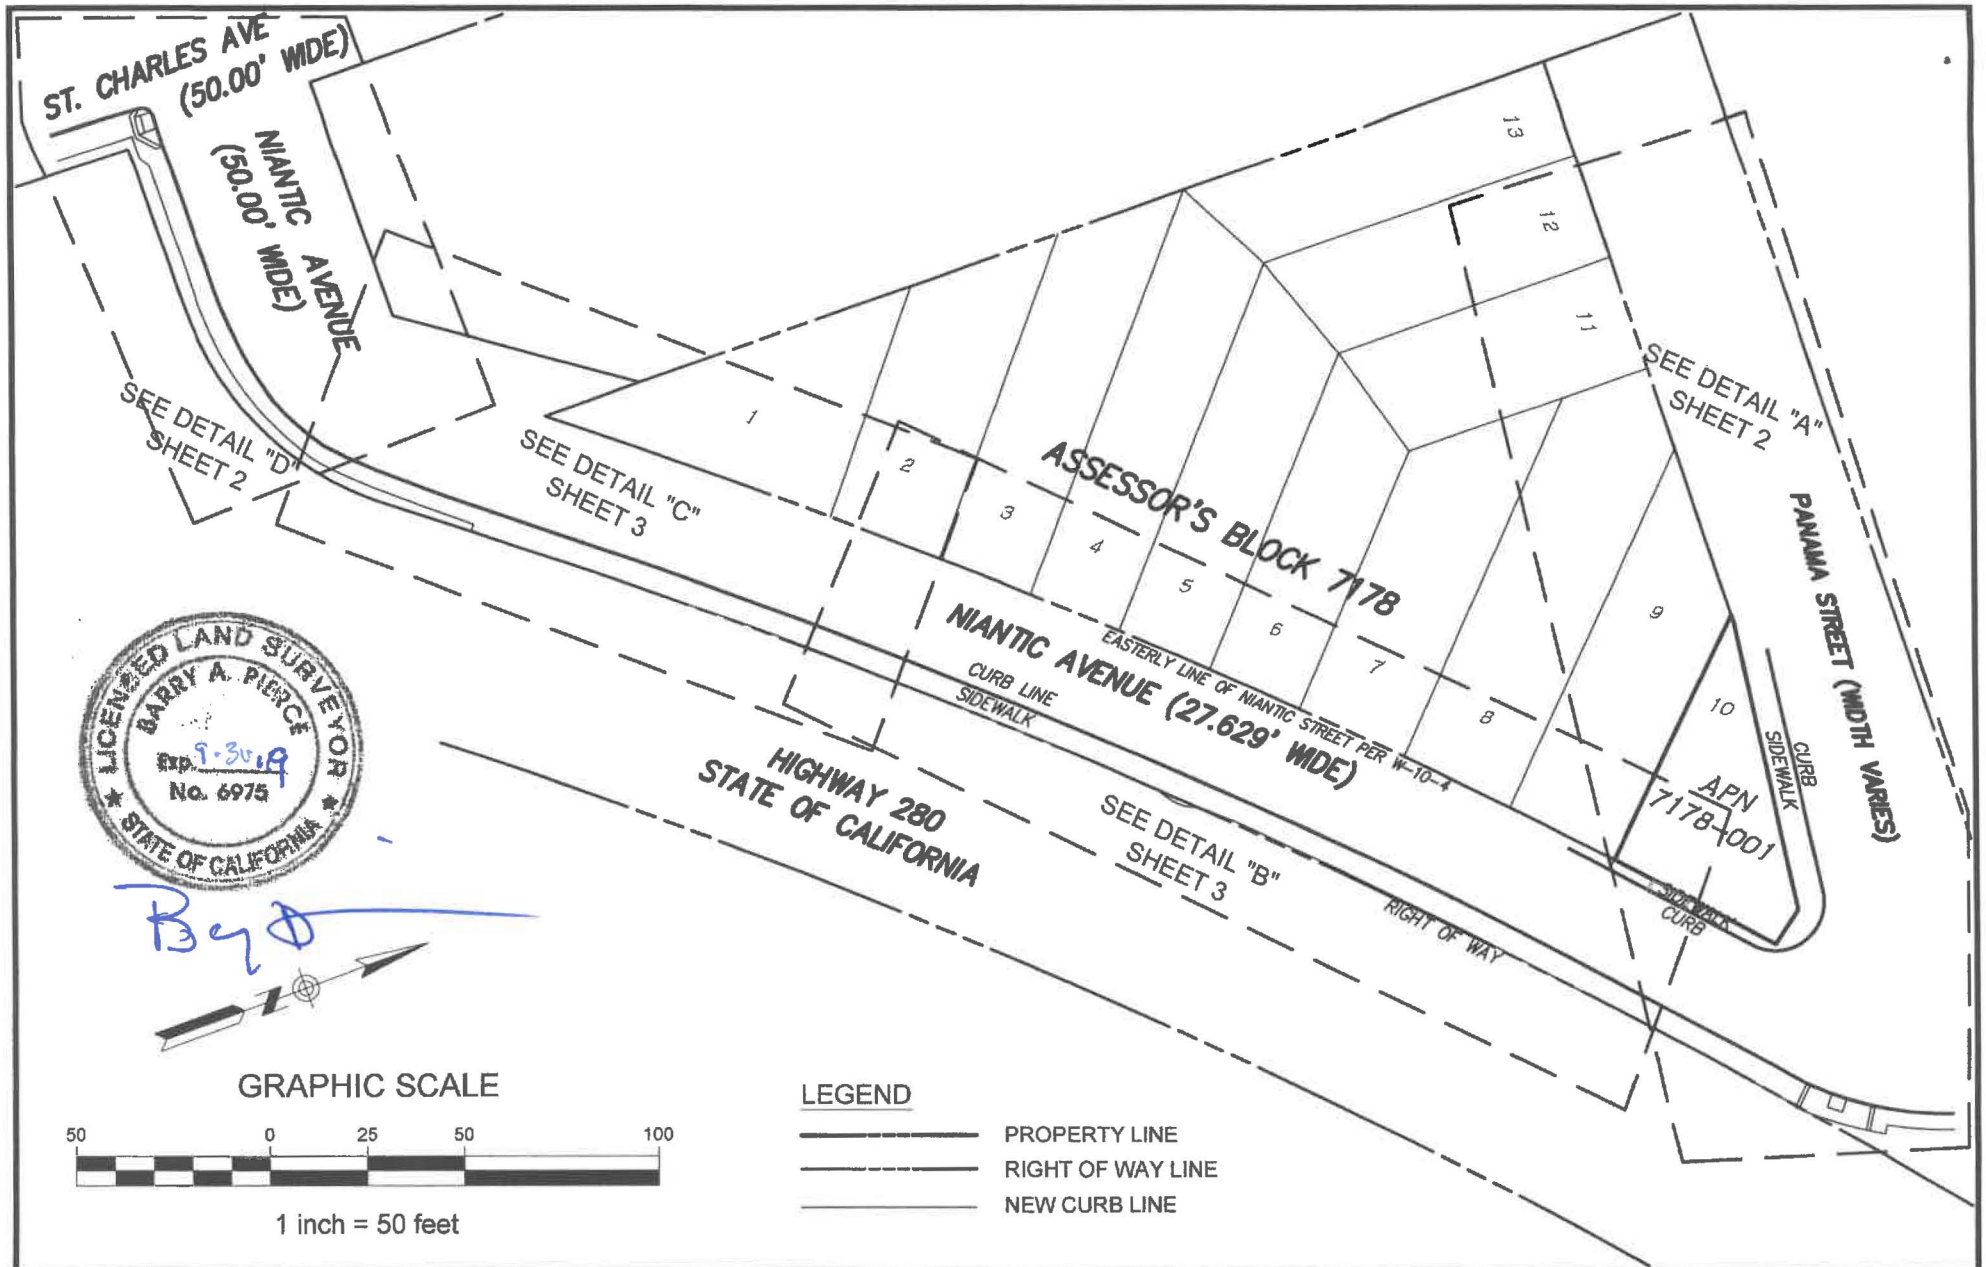 ST. CHARLES AVE
(50.00' WIDE)
NIANTIC AVENUE
(50.00' WIDE)
SEE DETAIL "D"
SHEET 2
SEE DETAIL "C"
SHEET 3
1
2
3
4
5
6
7
8
9
10
11
12
13
ASSESSOR'S BLOCK 7178
SEE DETAIL "A"
SHEET 2
PANAMA STREET (WIDTH VARIES)
EASTERLY LINE OF NIANTIC STREET PER W-10-4
NIANTIC AVENUE (27.629' WIDE)
CURB LINE
SIDEWALK
HIGHWAY 280
STATE OF CALIFORNIA
SEE DETAIL "B"
SHEET 3
RIGHT OF WAY
APN
7178-001
CURB
SIDEWALK
SIDEWALK
CURB
LICENSED LAND SURVEYOR
BARRY A. PIERCE
Exp. 9-30-19
No. 6975
STATE OF CALIFORNIA
N
GRAPHIC SCALE
50 0 25 50 100
1 inch = 50 feet
LEGEND
PROPERTY LINE
RIGHT OF WAY LINE
NEW CURB LINE